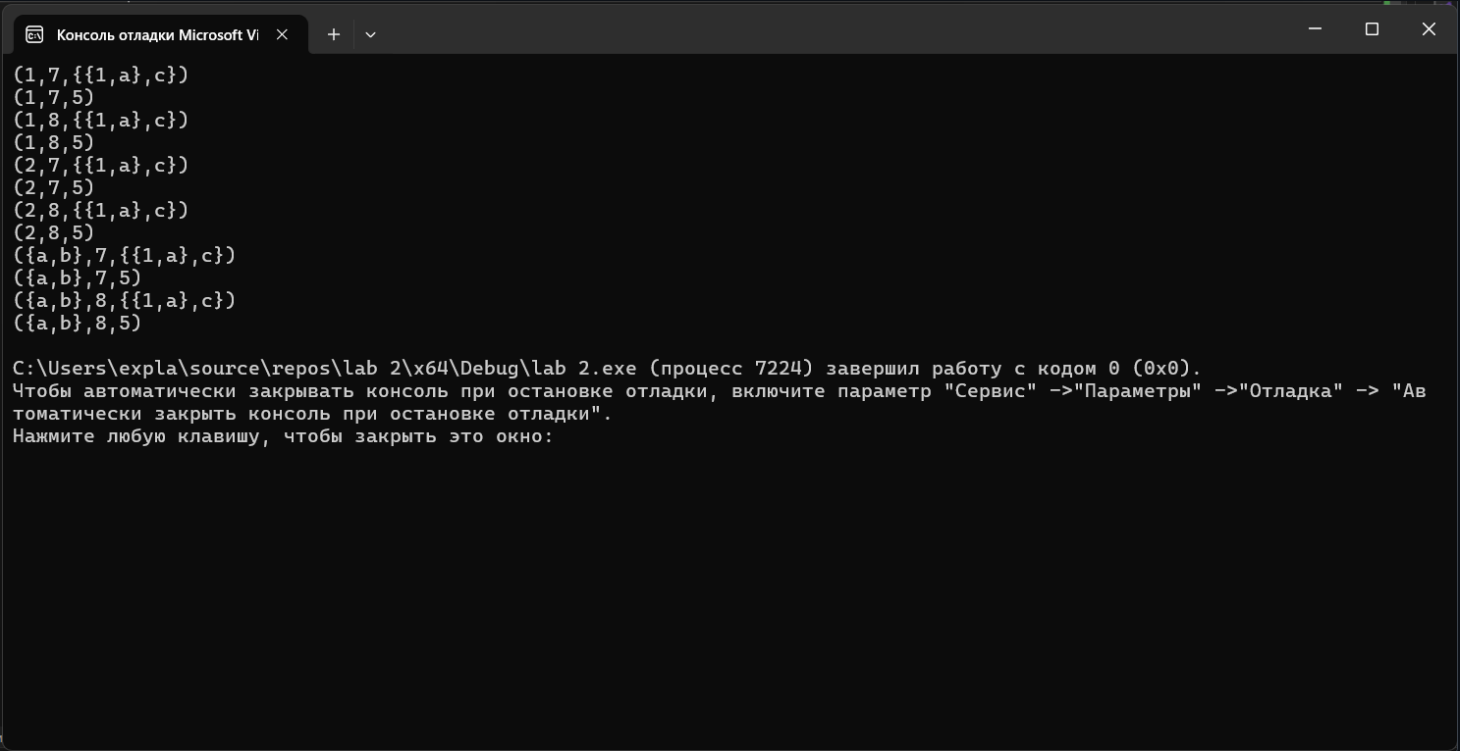 Консоль отладки Microsoft Vi
(1,7,{{1,a},c})
(1,7,5)
(1,8,{{1,a},c})
(1,8,5)
(2,7,{{1,a},c})
(2,7,5)
(2,8,{{1,a},c})
(2,8,5)
({a,b},7,{{1,a},c})
({a,b},7,5)
({a,b},8,{{1,a},c})
({a,b},8,5)
C:\Users\expla\source\repos\lab 2\x64\Debug\lab 2.exe (процесс 7224) завершил работу с кодом 0 (0x0).
Чтобы автоматически закрывать консоль при остановке отладки, включите параметр "Сервис" ->"Параметры" ->"Отладка" -> "Ав
томатически закрыть консоль при остановке отладки".
Нажмите любую клавишу, чтобы закрыть это окно: